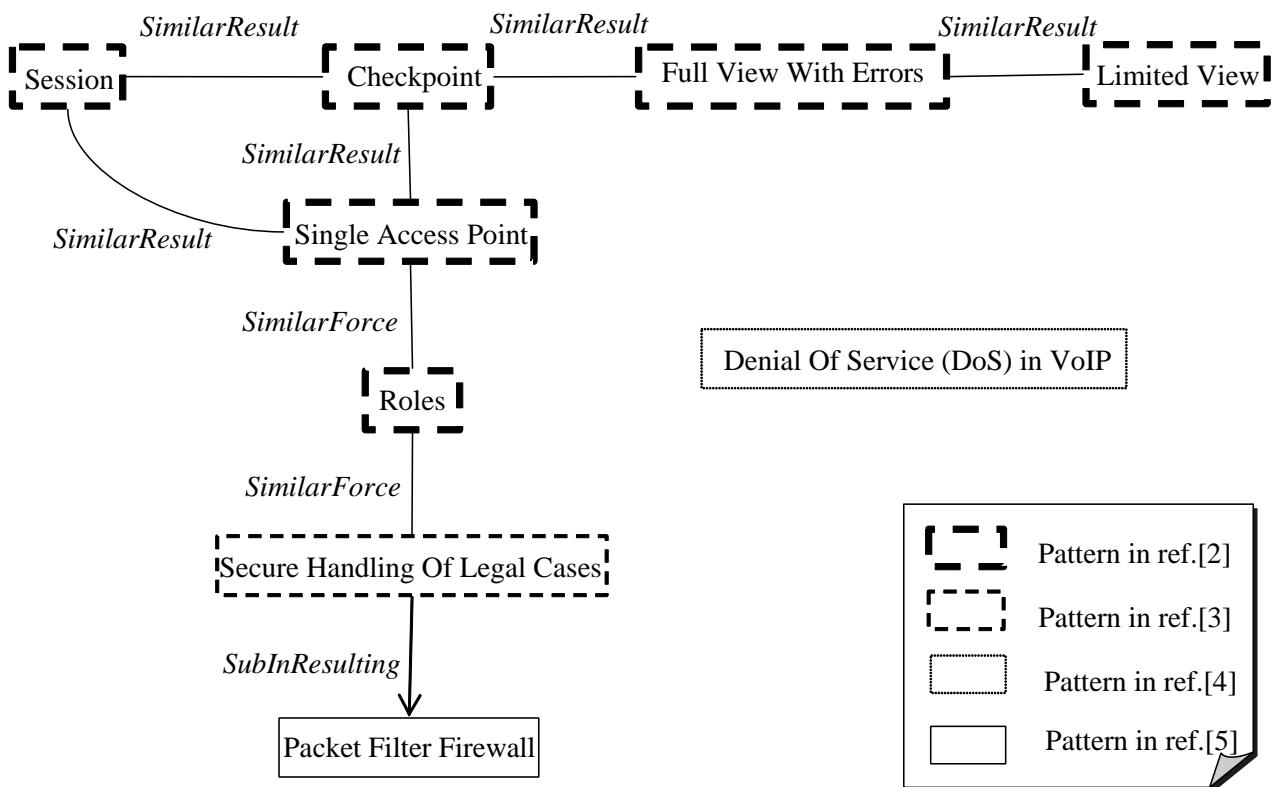 SimilarResult
SimilarResult
SimilarResult
Session
Checkpoint
Full View With Errors
Limited View
SimilarResult
SimilarResult
Single Access Point
SimilarForce
Denial Of Service (DoS) in VoIP
Roles
SimilarForce
Secure Handling Of Legal Cases
SubInResulting
Packet Filter Firewall
Pattern in ref.[2]
Pattern in ref.[3]
Pattern in ref.[4]
Pattern in ref.[5]